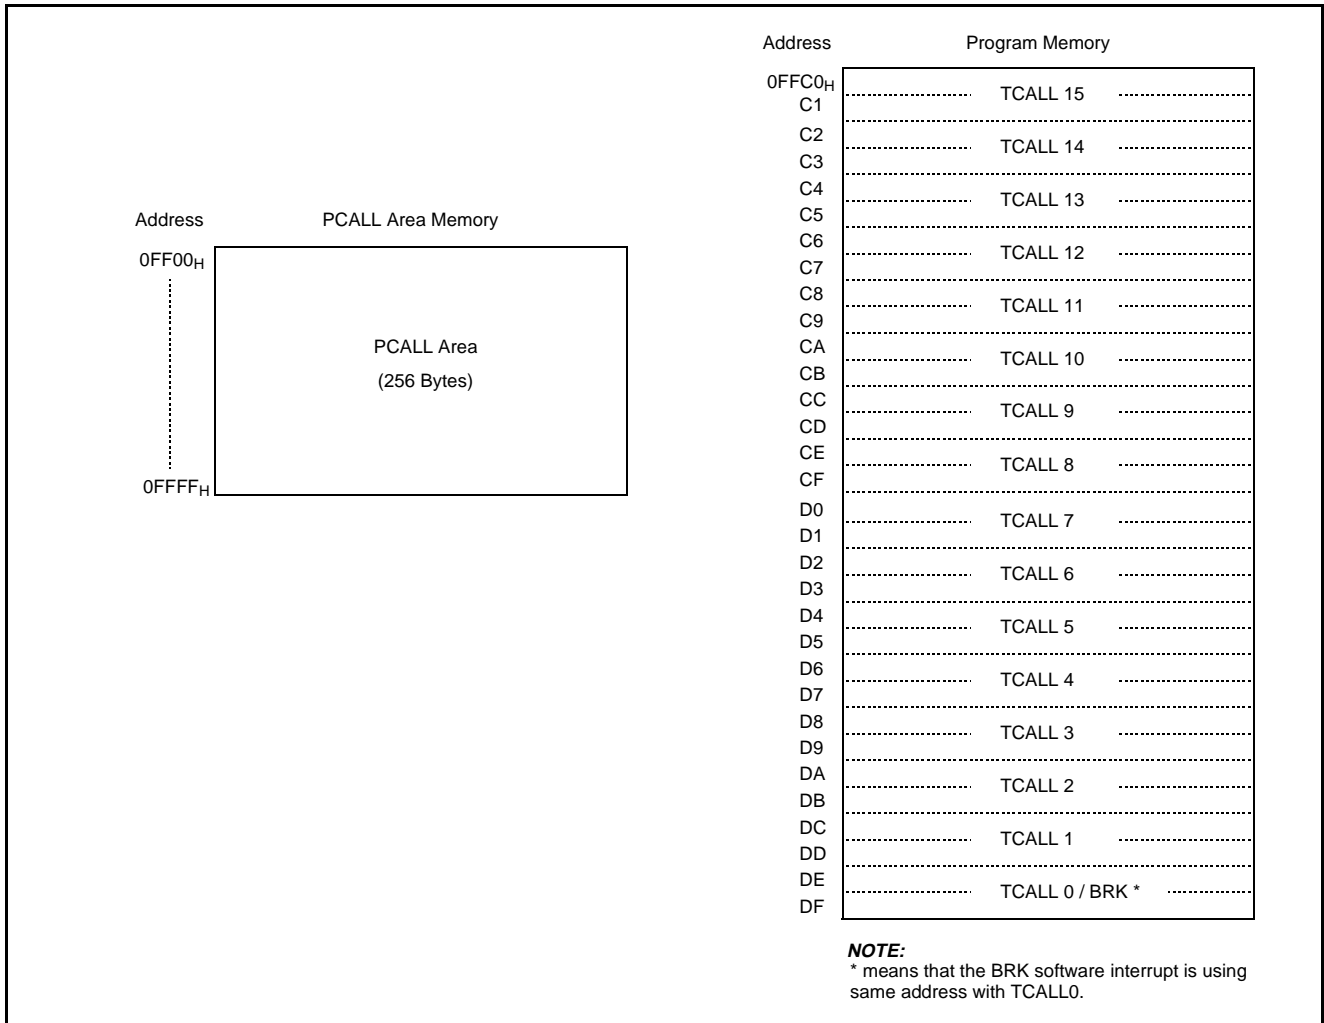 Address PCALL Area Memory
0FF00H
PCALL Area
(256 Bytes)
0FFFFH
Address Program Memory
0FFC0H
C1
TCALL 15
C2
C3
TCALL 14
C4
C5
TCALL 13
C6
C7
TCALL 12
C8
C9
TCALL 11
CA
CB
TCALL 10
CC
CD
TCALL 9
CE
CF
TCALL 8
D0
D1
TCALL 7
D2
D3
TCALL 6
D4
D5
TCALL 5
D6
D7
TCALL 4
D8
D9
TCALL 3
DA
DB
TCALL 2
DC
DD
TCALL 1
DE
DF
TCALL 0 / BRK *
NOTE:
* means that the BRK software interrupt is using
same address with TCALL0.